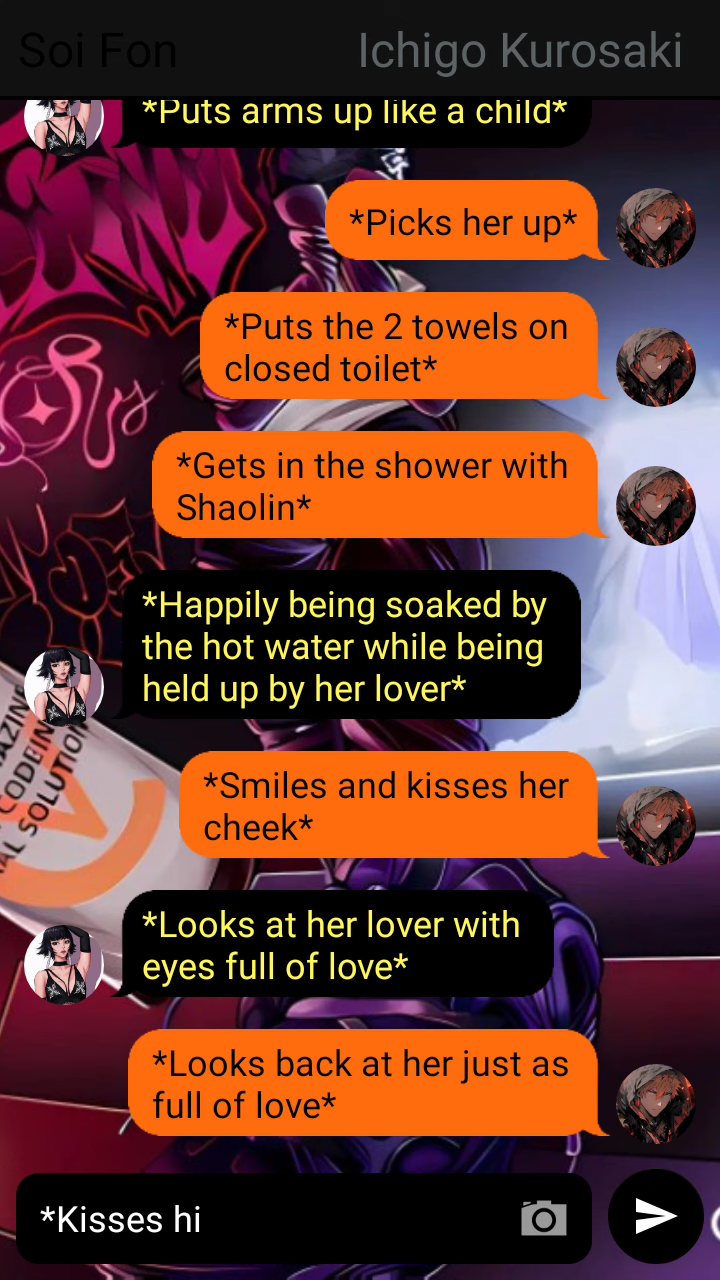 Soi Fon
Ichigo Kurosaki
*Puts arms up like a child*
*Picks her up*
*Puts the 2 towels on
closed toilet*
*Gets in the shower with
Shaolin*
*Happily being soaked by
the hot water while being
held up by her lover*
*Smiles and kisses her
cheek*
*Looks at her lover with
eyes full of love*
*Looks back at her just as
full of love*
*Kisses hi